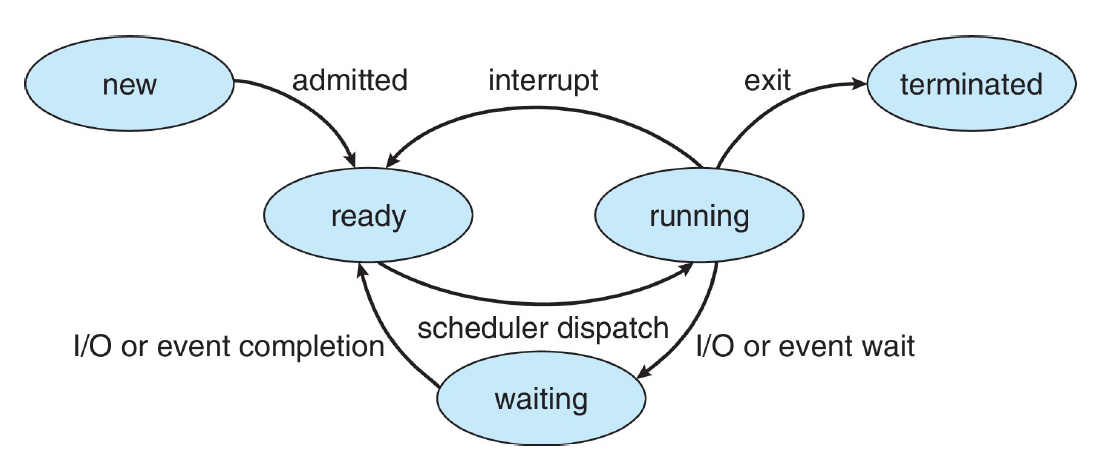 new
admitted
interrupt
exit
terminated
ready
running
scheduler dispatch
I/O or event completion
I/O or event wait
waiting